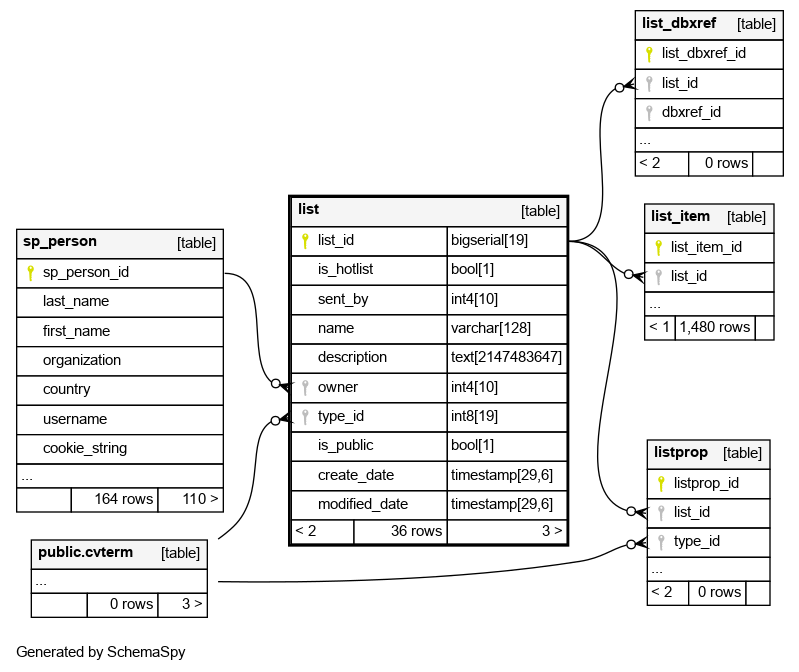 list_dbxref [table]
list_dbxref_id
list_id
dbxref_id
...
< 2 0 rows
list [table]
list_id bigserial[19]
is_hotlist bool[1]
sent_by int4[10]
name varchar[128]
description text[2147483647]
owner int4[10]
type_id int8[19]
is_public bool[1]
create_date timestamp[29,6]
modified_date timestamp[29,6]
< 2 36 rows 3 >
list_item [table]
list_item_id
list_id
...
< 1 1,480 rows
sp_person [table]
sp_person_id
last_name
first_name
organization
country
username
cookie_string
...
164 rows 110 >
listprop [table]
listprop_id
list_id
type_id
...
< 2 0 rows
public.cvterm [table]
...
0 rows 3 >
Generated by SchemaSpy